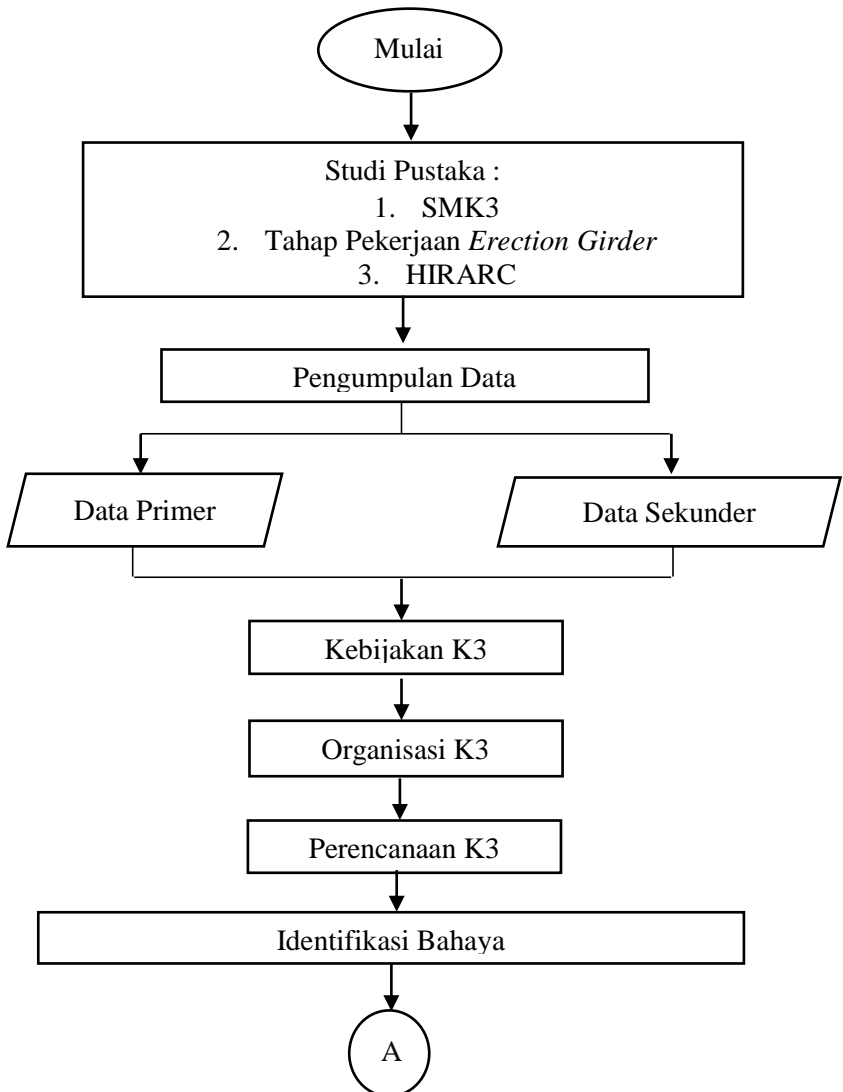 Mulai
Studi Pustaka :
1. SMK3
2. Tahap Pekerjaan Erection Girder
3. HIRARC
Pengumpulan Data
Data Primer
Data Sekunder
Kebijakan K3
Organisasi K3
Perencanaan K3
Identifikasi Bahaya
A